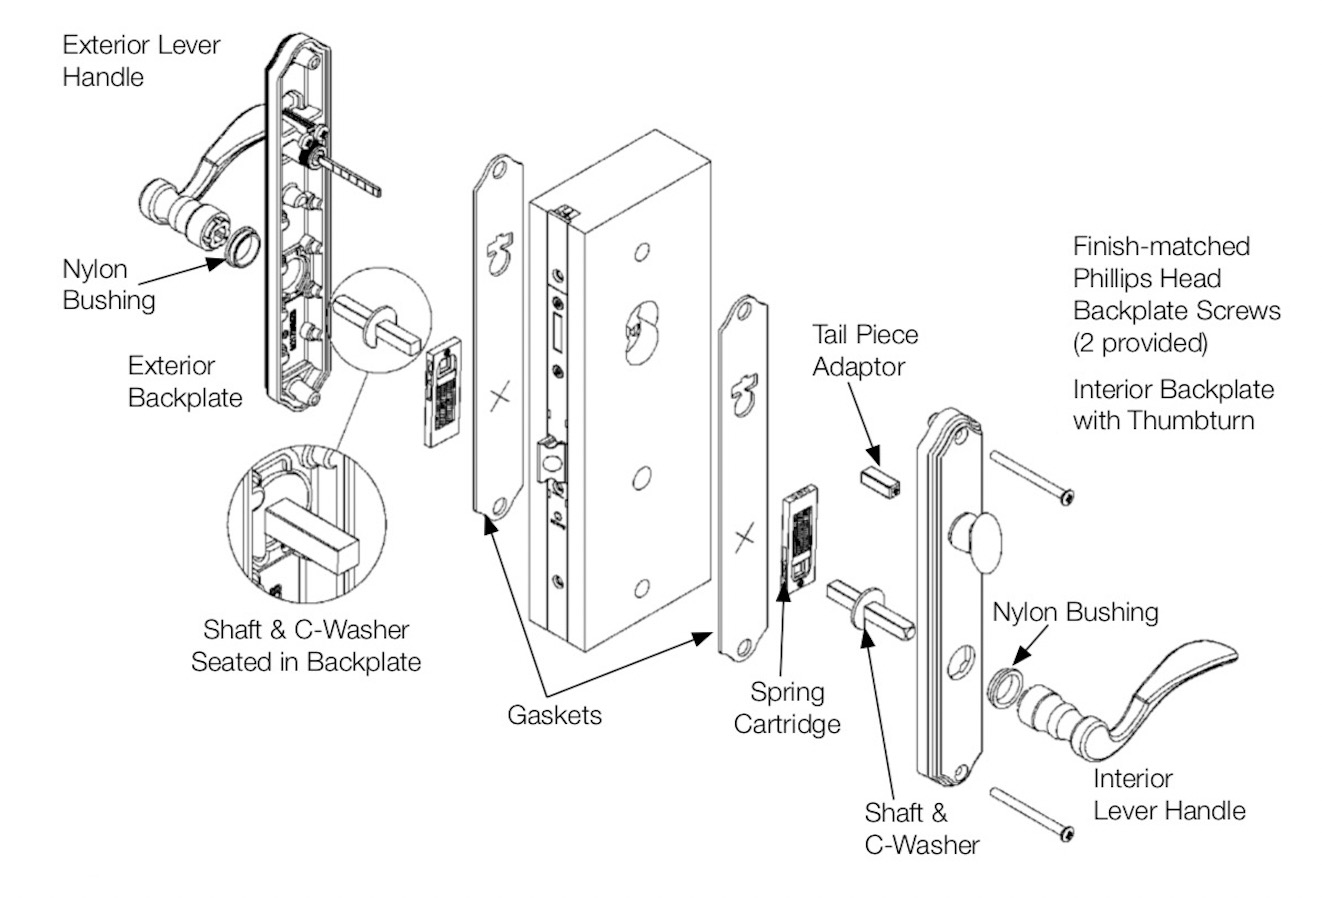 Exterior Lever
Handle
Nylon
Bushing
Exterior
Backplate
Shaft & C-Washer
Seated in Backplate
Gaskets
Tail Piece
Adaptor
Finish-matched
Phillips Head
Backplate Screws
(2 provided)
Interior Backplate
with Thumbturn
Nylon Bushing
Spring
Cartridge
Interior
Lever Handle
Shaft &
C-Washer